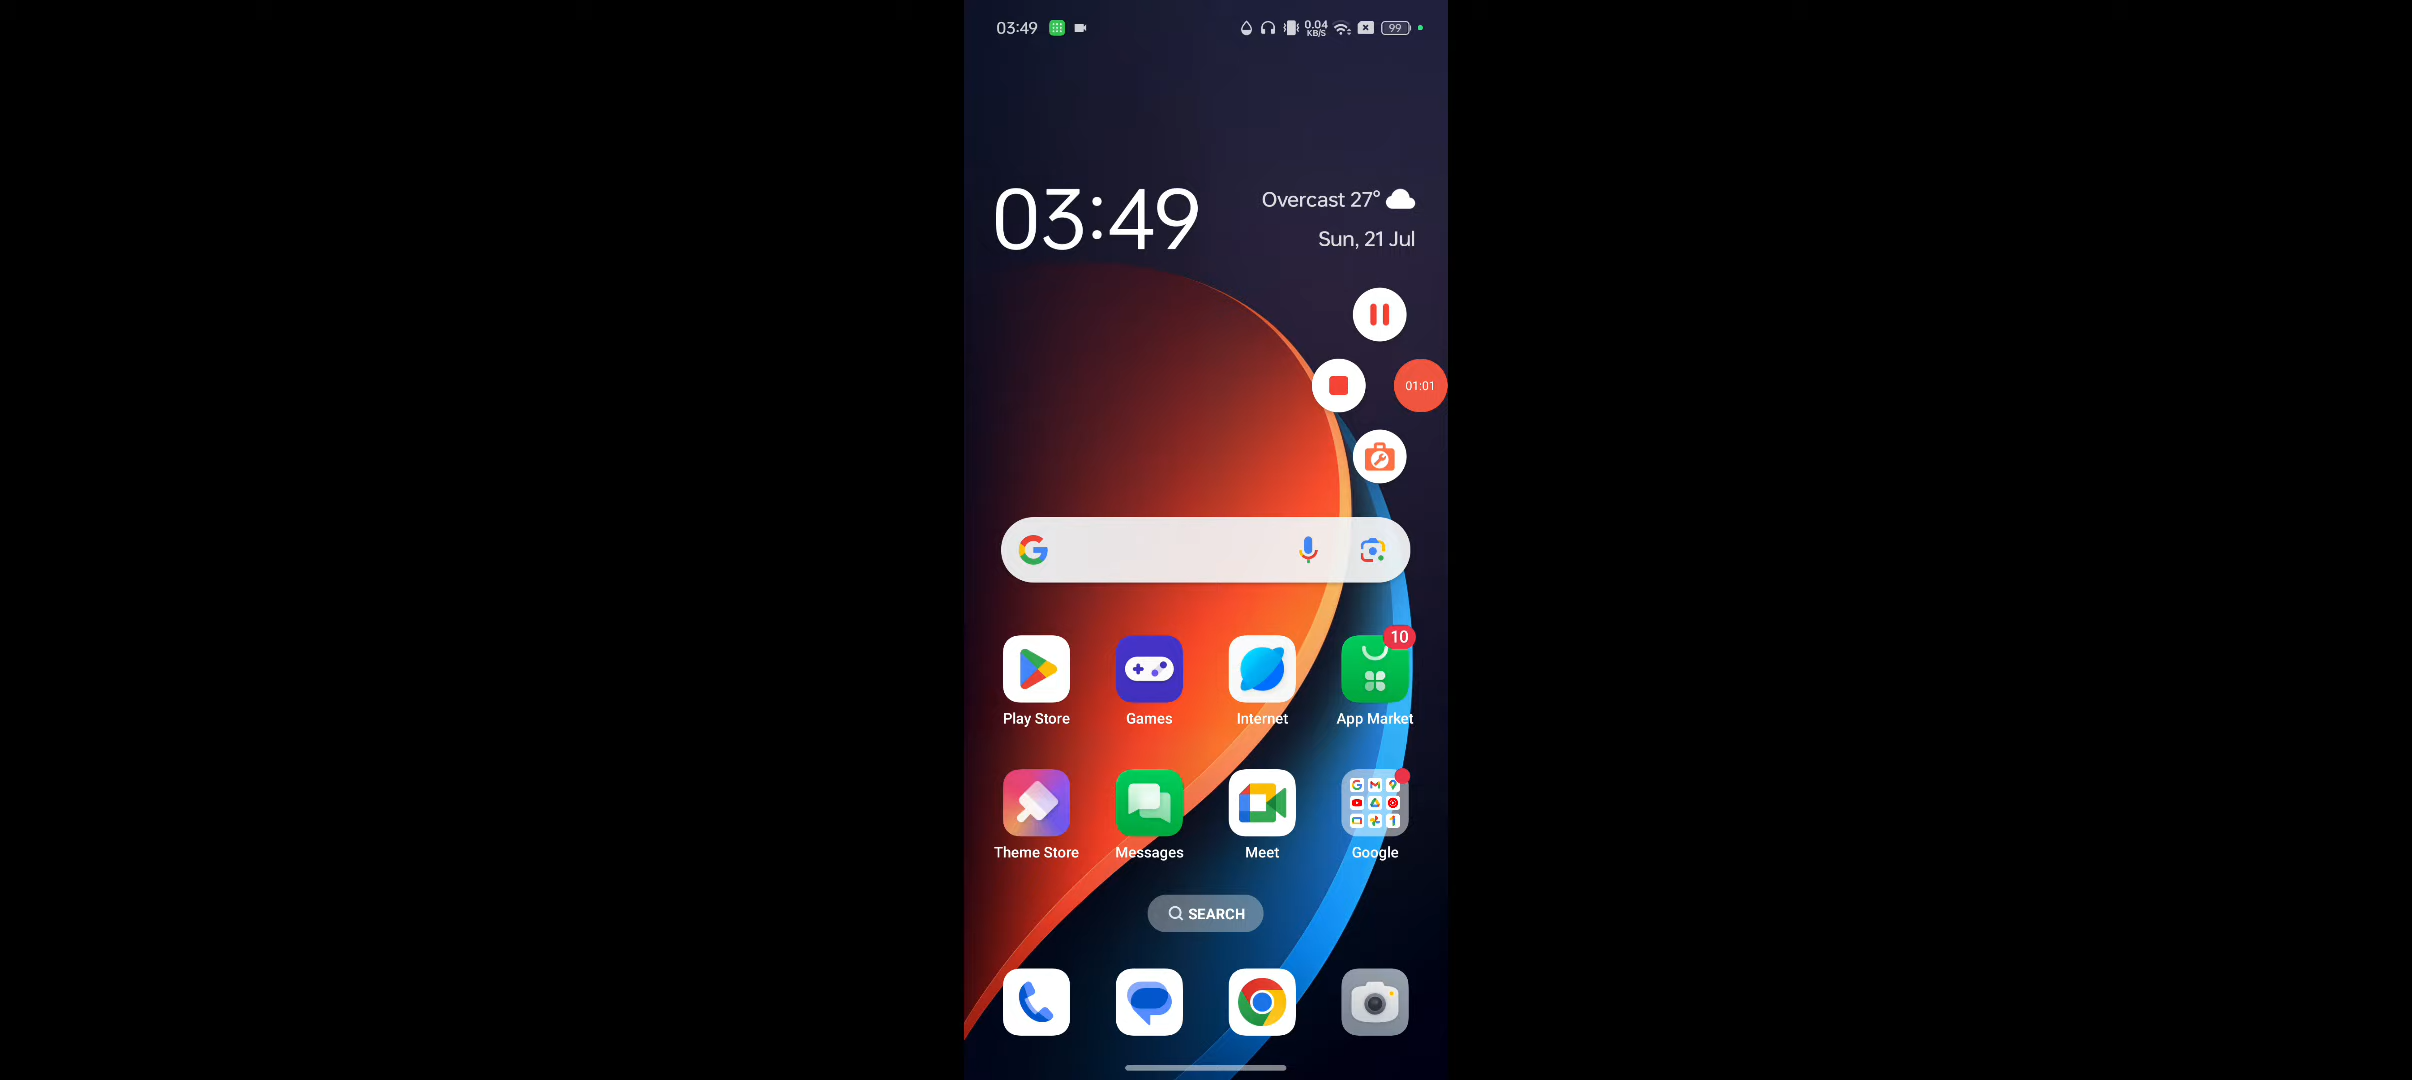 03:49
0.04
KB/S
99
03:49
Overcast 27°
Sun, 21 Jul
01:01
10
Play Store
Games
Internet
App Market
Theme Store
Messages
Meet
Google
SEARCH